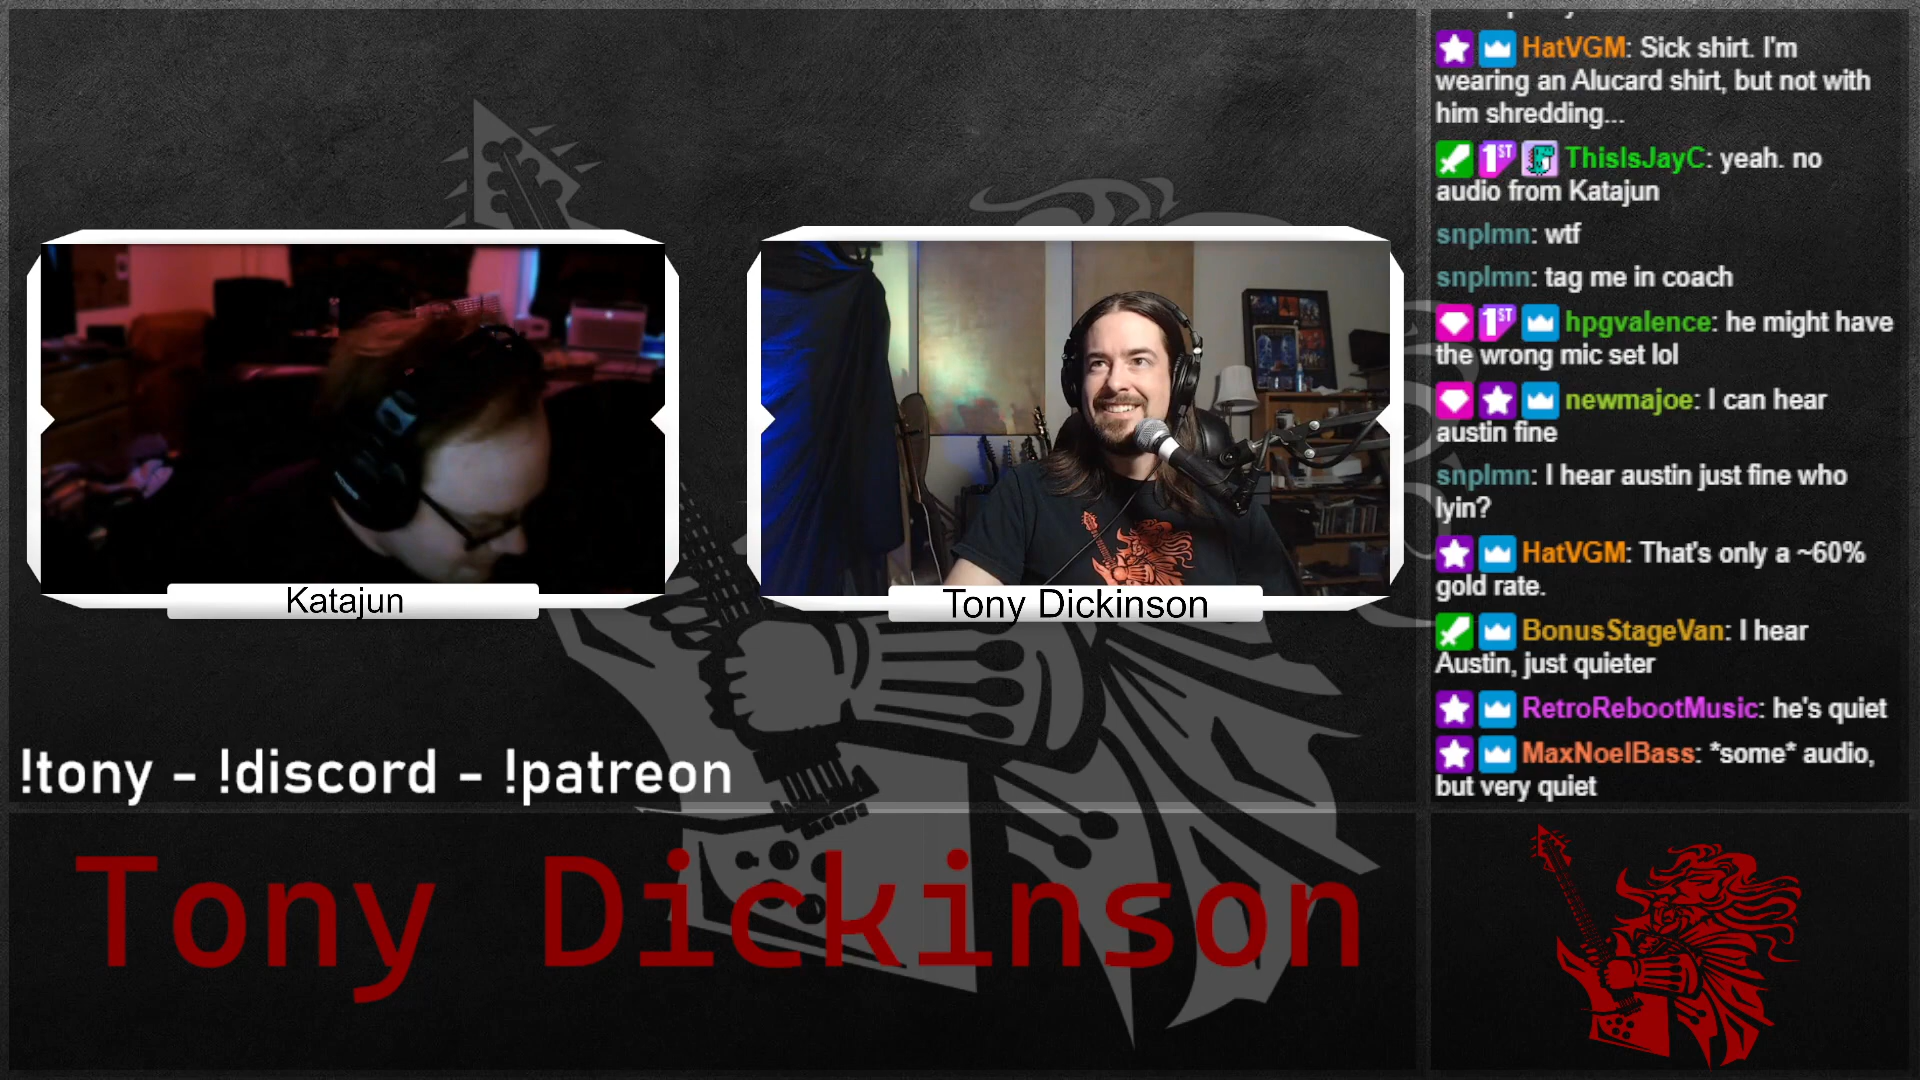 HatVGM: Sick shirt. I'm
wearing an Alucard shirt, but not with
him shredding...
1ST ThisIsJayC: yeah. no
audio from Katajun
snplmn: wtf
snplmn: tag me in coach
1ST hpgvalence: he might have
the wrong mic set lol
newmajoe: I can hear
austin fine
snplmn: I hear austin just fine who
lyin?
HatVGM: That's only a ~60%
gold rate.
BonusStageVan: I hear
Austin, just quieter
RetroRebootMusic: he's quiet
MaxNoelBass: *some* audio,
but very quiet
Katajun
Tony Dickinson
!tony - !discord - !patreon
Tony Dickinson